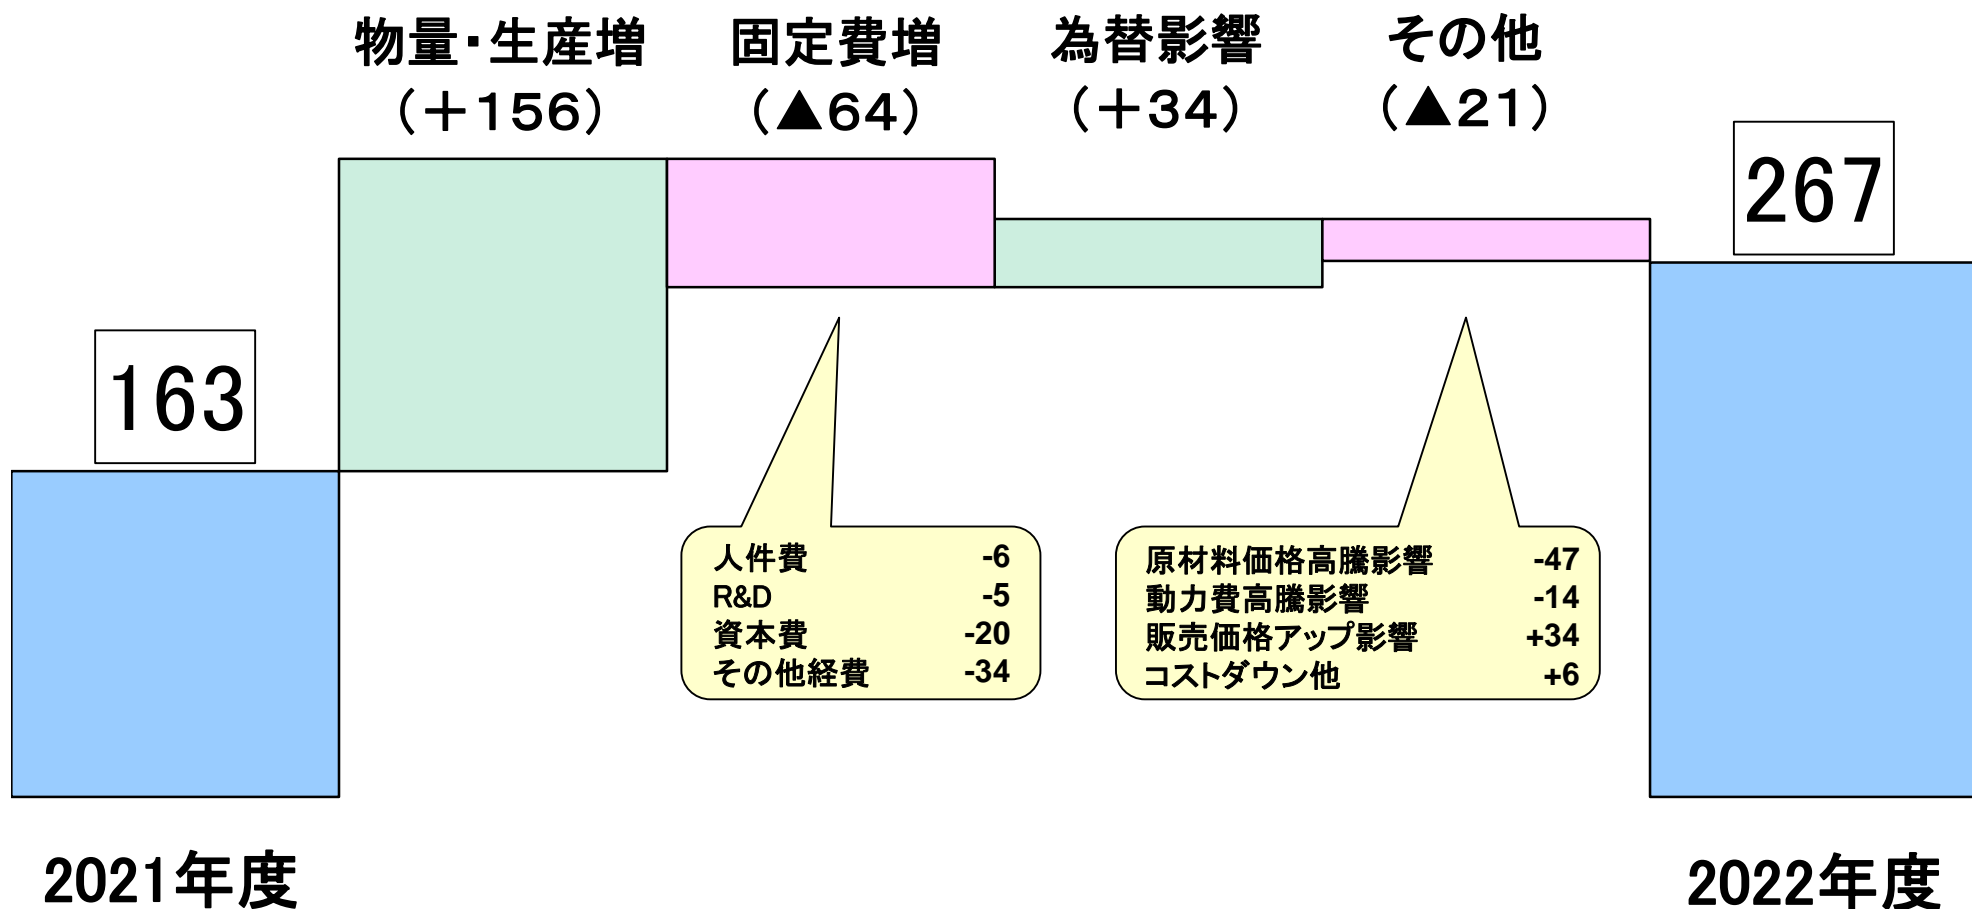 物量・生産増
(＋156)
固定費増
(▲64)
為替影響
(＋34)
その他
(▲21)
163
267
人件費 -6
R&D -5
資本費 -20
その他経費 -34
原材料価格高騰影響 -47
動力費高騰影響 -14
販売価格アップ影響 +34
コストダウン他 +6
2021年度
2022年度